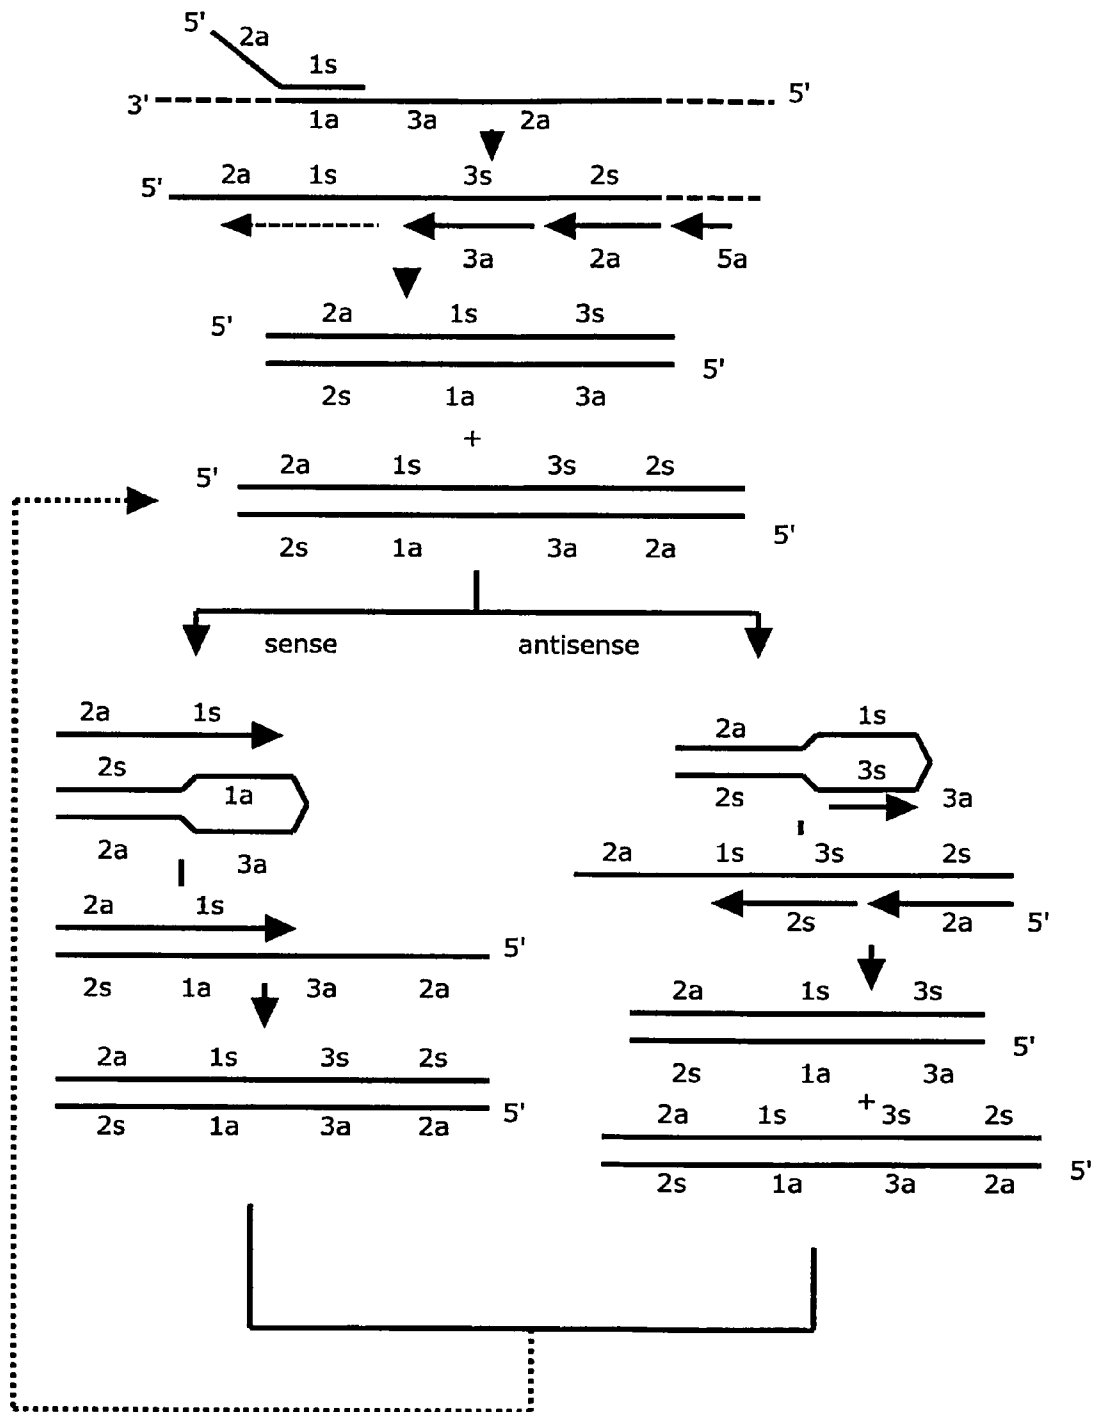 5'
2a
1s
3' 5'
1a 3a 2a
5' 2a 1s 3s 2s
3a 2a 5a
5' 2a 1s 3s
5'
2s 1a 3a
+
5' 2a 1s 3s 2s
5'
2s 1a 3a 2a
sense antisense
2a 1s
2s
1a
2a 3a
2a 1s
5'
2s 1a 3a 2a
2a 1s 3s 2s
5'
2s 1a 3a 2a
1s
2a
3s
2s 3a
2a 1s 3s 2s
2s 2a 5'
2a 1s 3s
5'
2s 1a 3a
+
2a 1s 3s 2s
5'
2s 1a 3a 2a